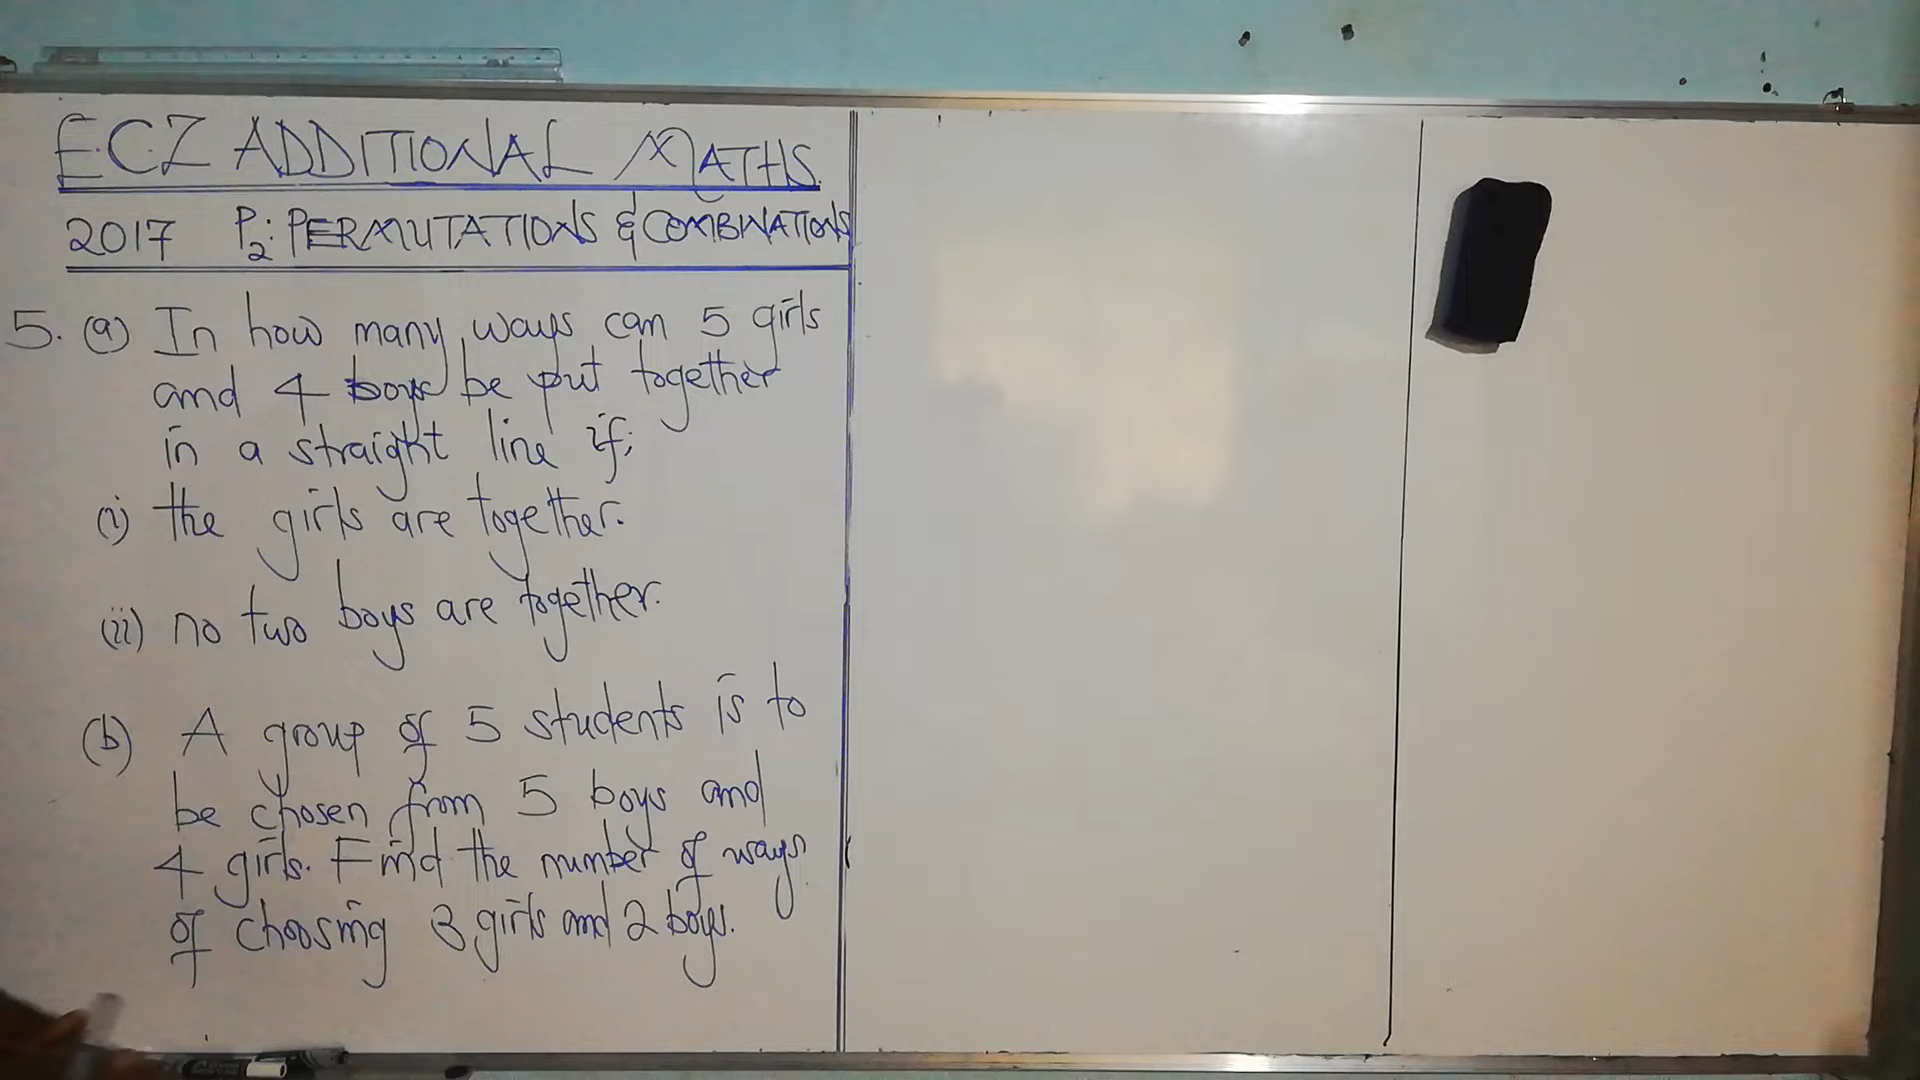 ECZ ADDITIONAL MATHS.
2017 P2: PERMUTATIONS & COMBINATIONS
5. (a) In how many ways can 5 girls
and 4 boys be put together
in a straight line if;
(i) the girls are together.
(ii) no two boys are together.
(b) A group of 5 students is to
be chosen from 5 boys and
4 girls. Find the number of ways
of choosing 3 girls and 2 boys.